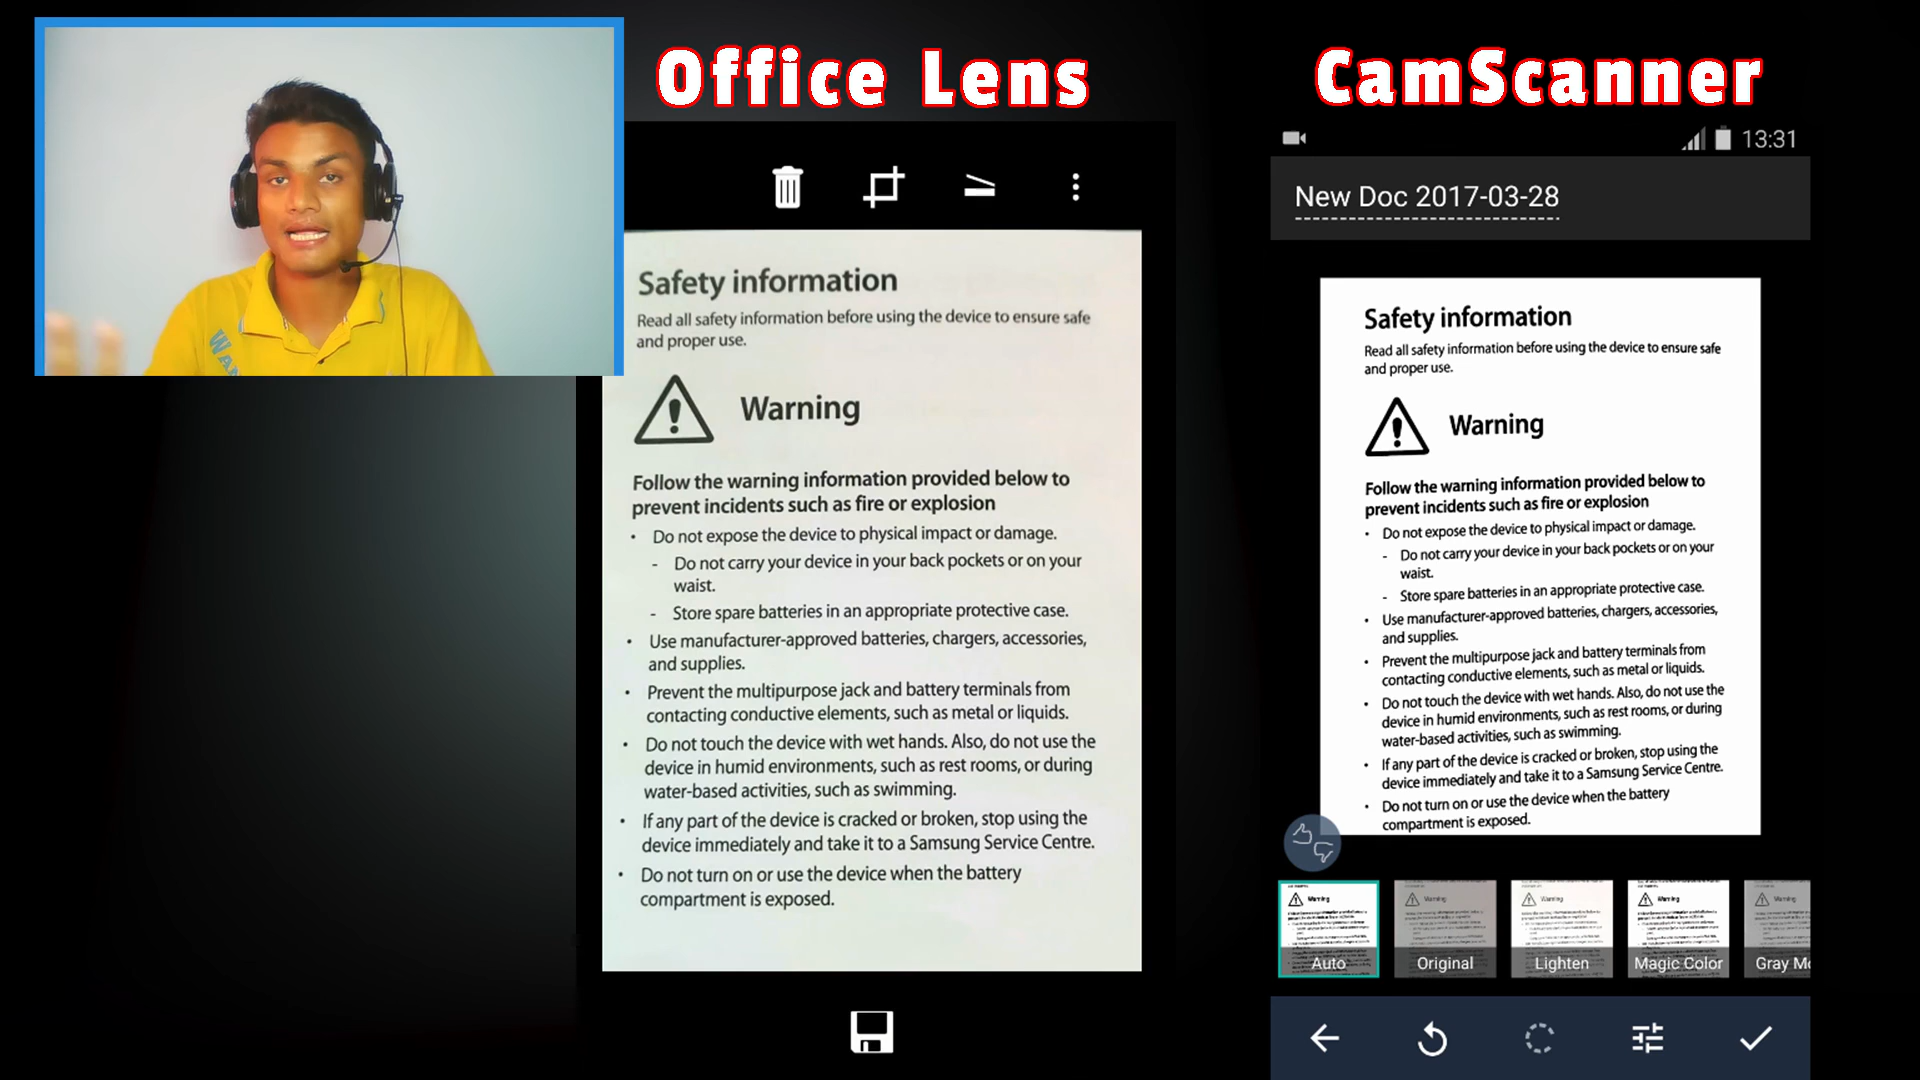 Office Lens
Safety information
Read all safety information before using the device to ensure safe
and proper use.
Warning
Follow the warning information provided below to
prevent incidents such as fire or explosion
• Do not expose the device to physical impact or damage.
- Do not carry your device in your back pockets or on your
waist.
- Store spare batteries in an appropriate protective case.
• Use manufacturer-approved batteries, chargers, accessories,
and supplies.
• Prevent the multipurpose jack and battery terminals from
contacting conductive elements, such as metal or liquids.
• Do not touch the device with wet hands. Also, do not use the
device in humid environments, such as rest rooms, or during
water-based activities, such as swimming.
• If any part of the device is cracked or broken, stop using the
device immediately and take it to a Samsung Service Centre.
• Do not turn on or use the device when the battery
compartment is exposed.
CamScanner
13:31
New Doc 2017-03-28
Safety information
Read all safety information before using the device to ensure safe
and proper use.
Warning
Follow the warning information provided below to
prevent incidents such as fire or explosion
• Do not expose the device to physical impact or damage.
- Do not carry your device in your back pockets or on your
waist.
- Store spare batteries in an appropriate protective case.
• Use manufacturer-approved batteries, chargers, accessories,
and supplies.
• Prevent the multipurpose jack and battery terminals from
contacting conductive elements, such as metal or liquids.
• Do not touch the device with wet hands. Also, do not use the
device in humid environments, such as rest rooms, or during
water-based activities, such as swimming.
• If any part of the device is cracked or broken, stop using the
device immediately and take it to a Samsung Service Centre.
• Do not turn on or use the device when the battery
compartment is exposed.
Warning
Warning
Warning
Warning
Warning
Auto
Original
Lighten
Magic Color
Gray Mo